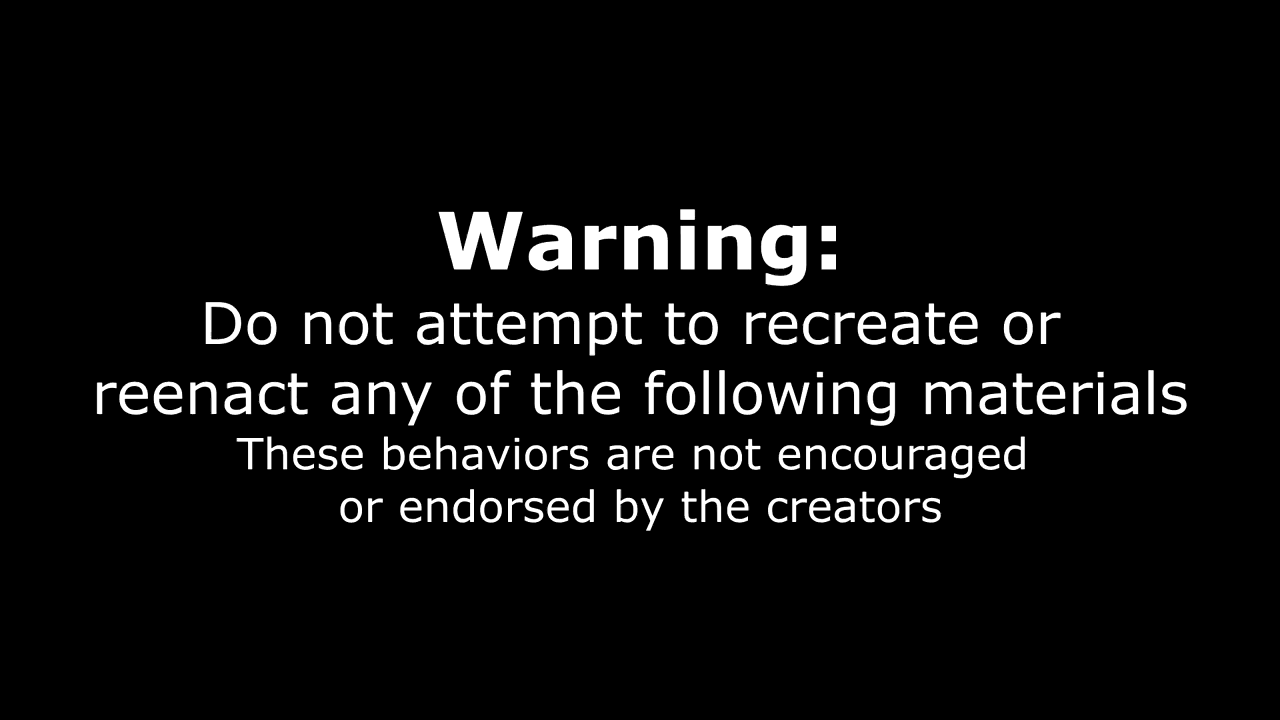 Warning:
Do not attempt to recreate or
reenact any of the following materials
These behaviors are not encouraged
or endorsed by the creators